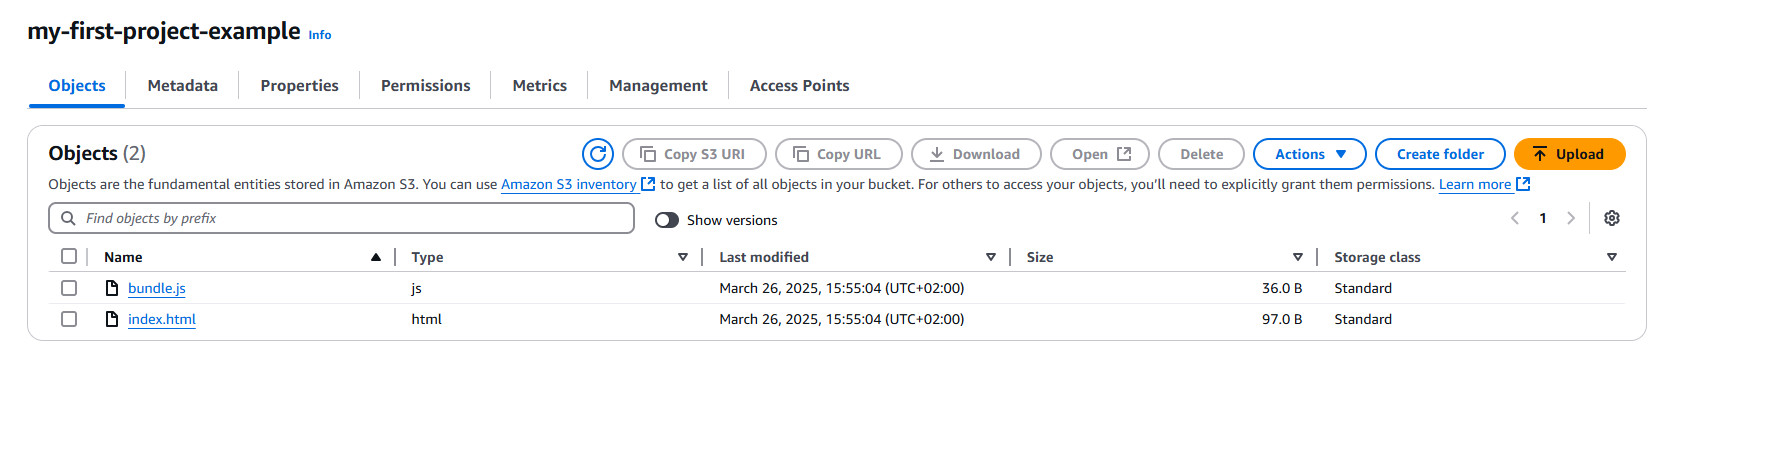 my-first-project-example Info
Objects Metadata Properties Permissions Metrics Management Access Points
Objects (2) Copy S3 URI Copy URL Download Open Delete Actions Create folder Upload
Objects are the fundamental entities stored in Amazon S3. You can use Amazon S3 inventory to get a list of all objects in your bucket. For others to access your objects, you’ll need to explicitly grant them permissions. Learn more
Find objects by prefix Show versions 1
Name Type Last modified Size Storage class
bundle.js js March 26, 2025, 15:55:04 (UTC+02:00) 36.0 B Standard
index.html html March 26, 2025, 15:55:04 (UTC+02:00) 97.0 B Standard